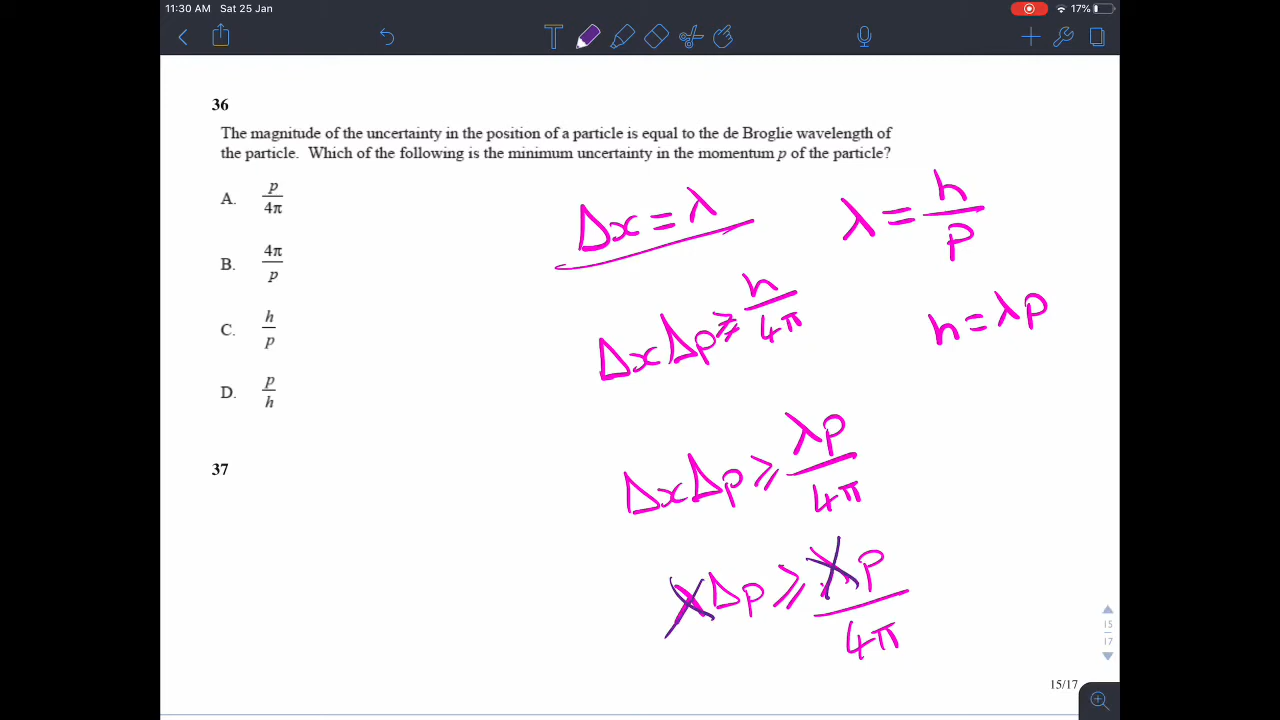 11:30 AM Sat 25 Jan 17%
T
36
The magnitude of the uncertainty in the position of a particle is equal to the de Broglie wavelength of
the particle. Which of the following is the minimum uncertainty in the momentum p of the particle?
A. p/4π
B. 4π/p
C. h/p
D. p/h
Δx = λ
λ = h/p
ΔxΔp ≥ h/4π
h = λp
ΔxΔp ≥ λp/4π
λΔp ≥ λp/4π
37
15
17
15/17